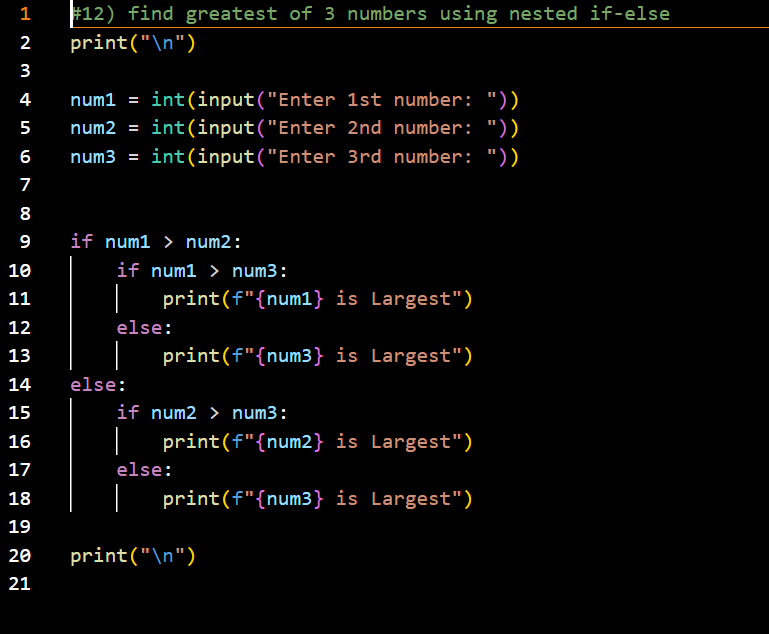 1 #12) find greatest of 3 numbers using nested if-else
2 print("\n")
3
4 num1 = int(input("Enter 1st number: "))
5 num2 = int(input("Enter 2nd number: "))
6 num3 = int(input("Enter 3rd number: "))
7
8
9 if num1 > num2:
10     if num1 > num3:
11         print(f"{num1} is Largest")
12     else:
13         print(f"{num3} is Largest")
14 else:
15     if num2 > num3:
16         print(f"{num2} is Largest")
17     else:
18         print(f"{num3} is Largest")
19
20 print("\n")
21